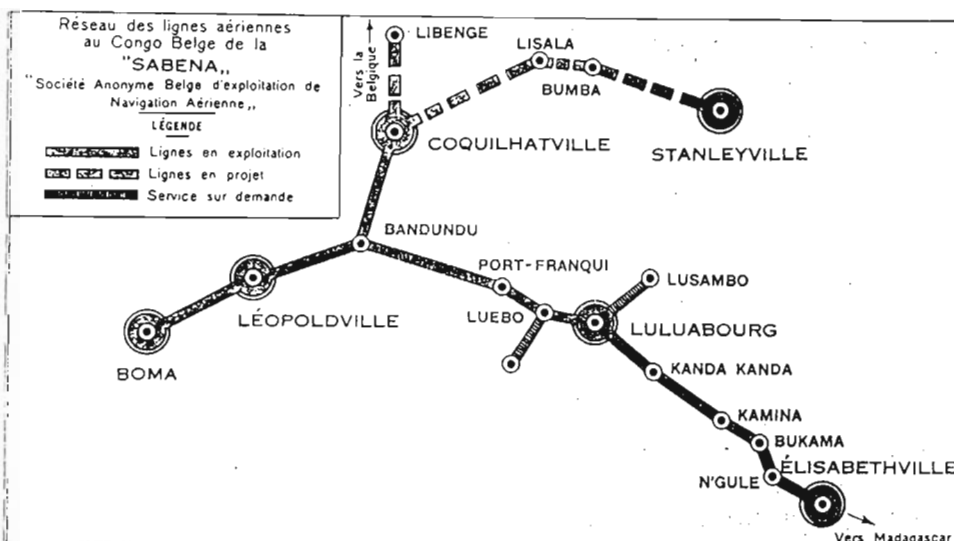 Réseau des lignes aériennes
au Congo Belge de la
"SABENA„
"Société Anonyme Belge d'exploitation de
Navigation Aérienne„
LÉGENDE
Lignes en exploitation
Lignes en projet
Service sur demande
Vers la
Belgique
LIBENGE
LISALA
BUMBA
COQUILHATVILLE
STANLEYVILLE
BANDUNDU
PORT-FRANQUI
LUSAMBO
LÉOPOLDVILLE
LUEBO
LULUABOURG
BOMA
KANDA KANDA
KAMINA
BUKAMA
ÉLISABETHVILLE
N'GULE
Vers Madagascar